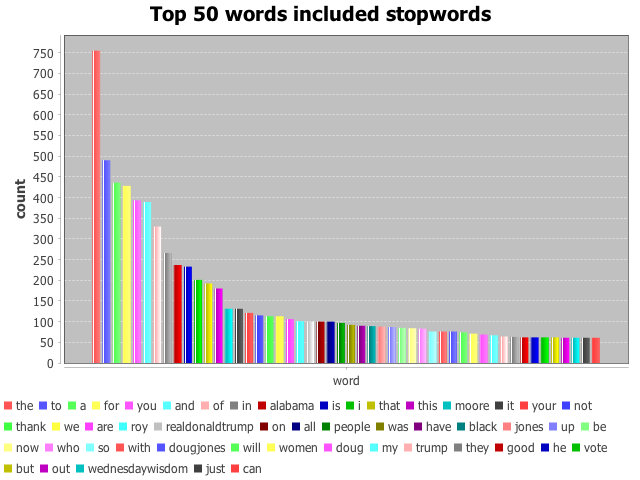 Top 50 words included stopwords
750
700
650
600
550
500
450
400
350
300
250
200
150
100
50
0
count
word
the to a for you and of in alabama is i that this moore it your not
thank we are roy realdonaldtrump on all people was have black jones up be
now who so with dougjones will women doug my trump they good he vote
but out wednesdaywisdom just can